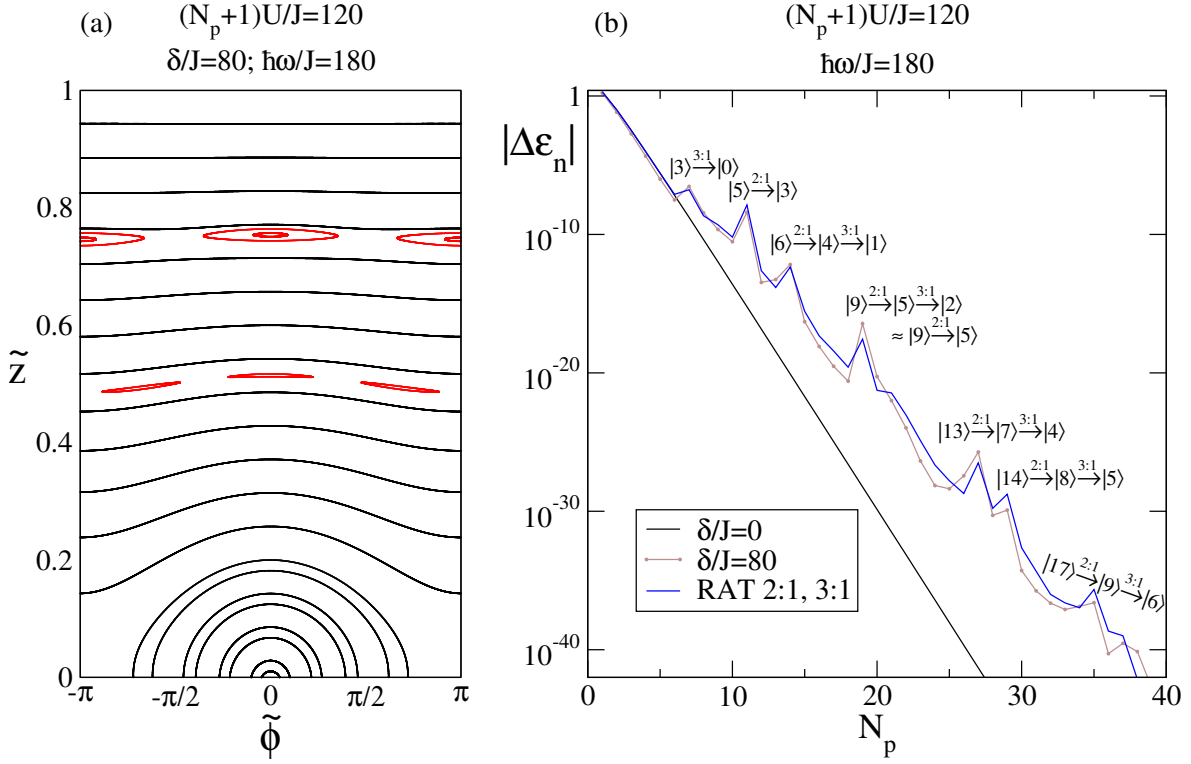 (a)
(N_p+1)U/J=120
δ/J=80; ħω/J=180
1
0.8
0.6
0.4
0.2
0
z̃
-π
-π/2
0
π/2
π
ϕ̃
(b)
(N_p+1)U/J=120
ħω/J=180
|Δε_n|
1
10^-10
10^-20
10^-30
10^-40
|3⟩ 3:1→ |0⟩
|5⟩ 2:1→ |3⟩
|6⟩ 2:1→ |4⟩ 3:1→ |1⟩
|9⟩ 2:1→ |5⟩ 3:1→ |2⟩
≈ |9⟩ 2:1→ |5⟩
|13⟩ 2:1→ |7⟩ 3:1→ |4⟩
|14⟩ 2:1→ |8⟩ 3:1→ |5⟩
|17⟩ 2:1→ |9⟩ 3:1→ |6⟩
δ/J=0
δ/J=80
RAT 2:1, 3:1
0
10
20
30
40
N_p